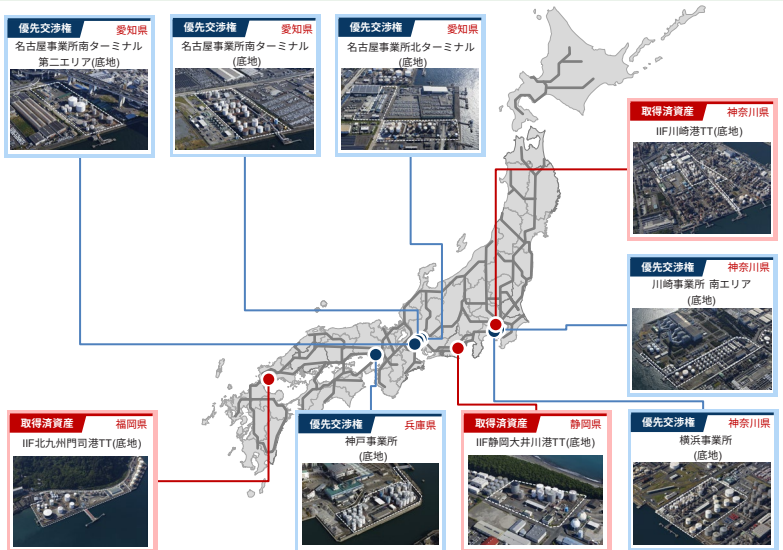 優先交渉権 愛知県
名古屋事業所南ターミナル
第二エリア(底地)
優先交渉権 愛知県
名古屋事業所南ターミナル
(底地)
優先交渉権 愛知県
名古屋事業所北ターミナル
(底地)
取得済資産 神奈川県
IIF川崎港TT(底地)
優先交渉権 神奈川県
川崎事業所 南エリア
(底地)
取得済資産 福岡県
IIF北九州門司港TT(底地)
優先交渉権 兵庫県
神戸事業所
(底地)
取得済資産 静岡県
IIF静岡大井川港TT(底地)
優先交渉権 神奈川県
横浜事業所
(底地)